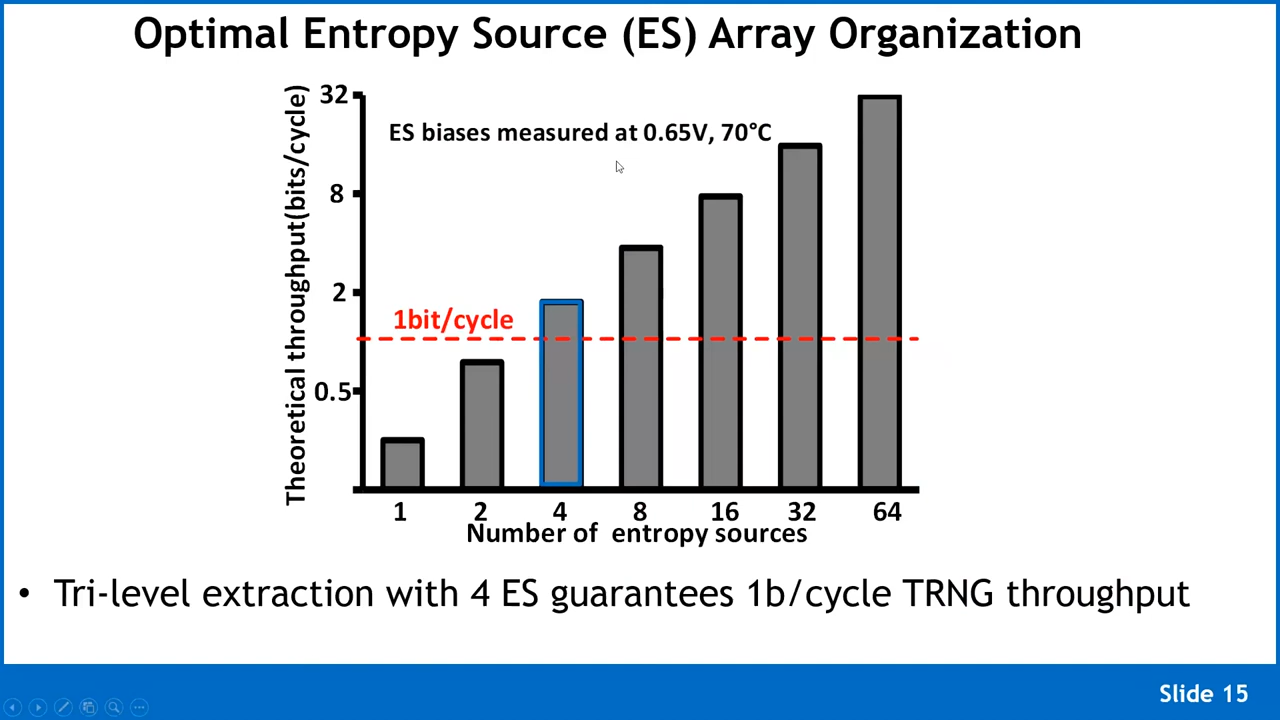 Optimal Entropy Source (ES) Array Organization
Theoretical throughput(bits/cycle)
32
8
2
0.5
ES biases measured at 0.65V, 70°C
1bit/cycle
1 2 4 8 16 32 64
Number of entropy sources
• Tri-level extraction with 4 ES guarantees 1b/cycle TRNG throughput
Slide 15